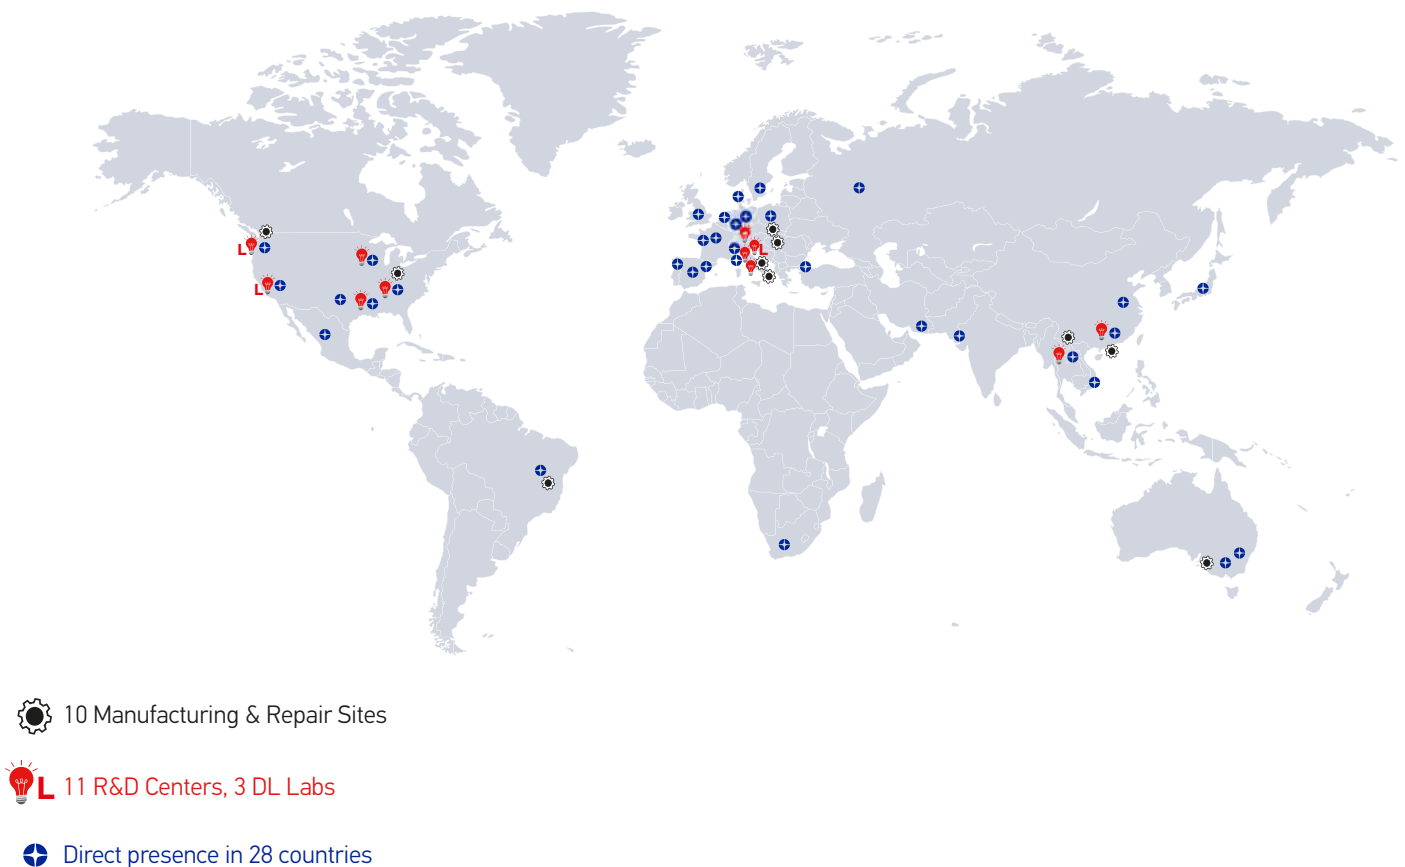 L
L
L
10 Manufacturing & Repair Sites
L 11 R&D Centers, 3 DL Labs
Direct presence in 28 countries